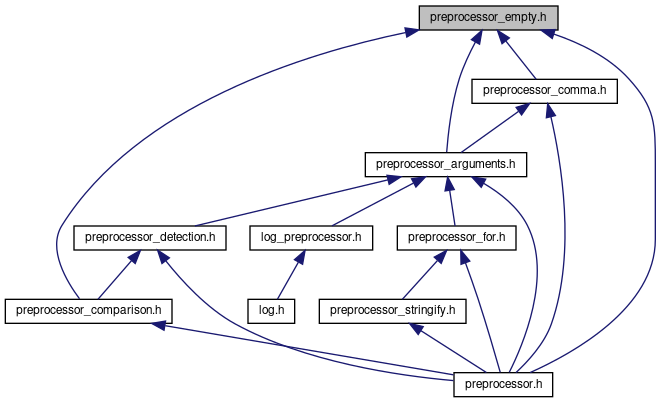 preprocessor_empty.h
preprocessor_comma.h
preprocessor_arguments.h
preprocessor_detection.h
log_preprocessor.h
preprocessor_for.h
preprocessor_comparison.h
log.h
preprocessor_stringify.h
preprocessor.h